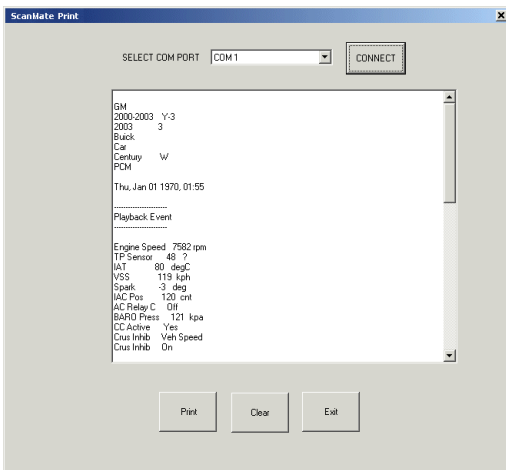 ScanMate Print
SELECT COM PORT COM 1 CONNECT
GM
2000-2003 Y-3
2003 3
Buick
Car
Century W
PCM
Thu, Jan 01 1970, 01:55
----------------------
Playback Event
----------------------
Engine Speed 7582 rpm
TP Sensor 48 ?
IAT 80 degC
VSS 119 kph
Spark -3 deg
IAC Pos 120 cnt
AC Relay C Off
BARO Press 121 kpa
CC Active Yes
Crus Inhib Veh Speed
Crus Inhib On
Print Clear Exit